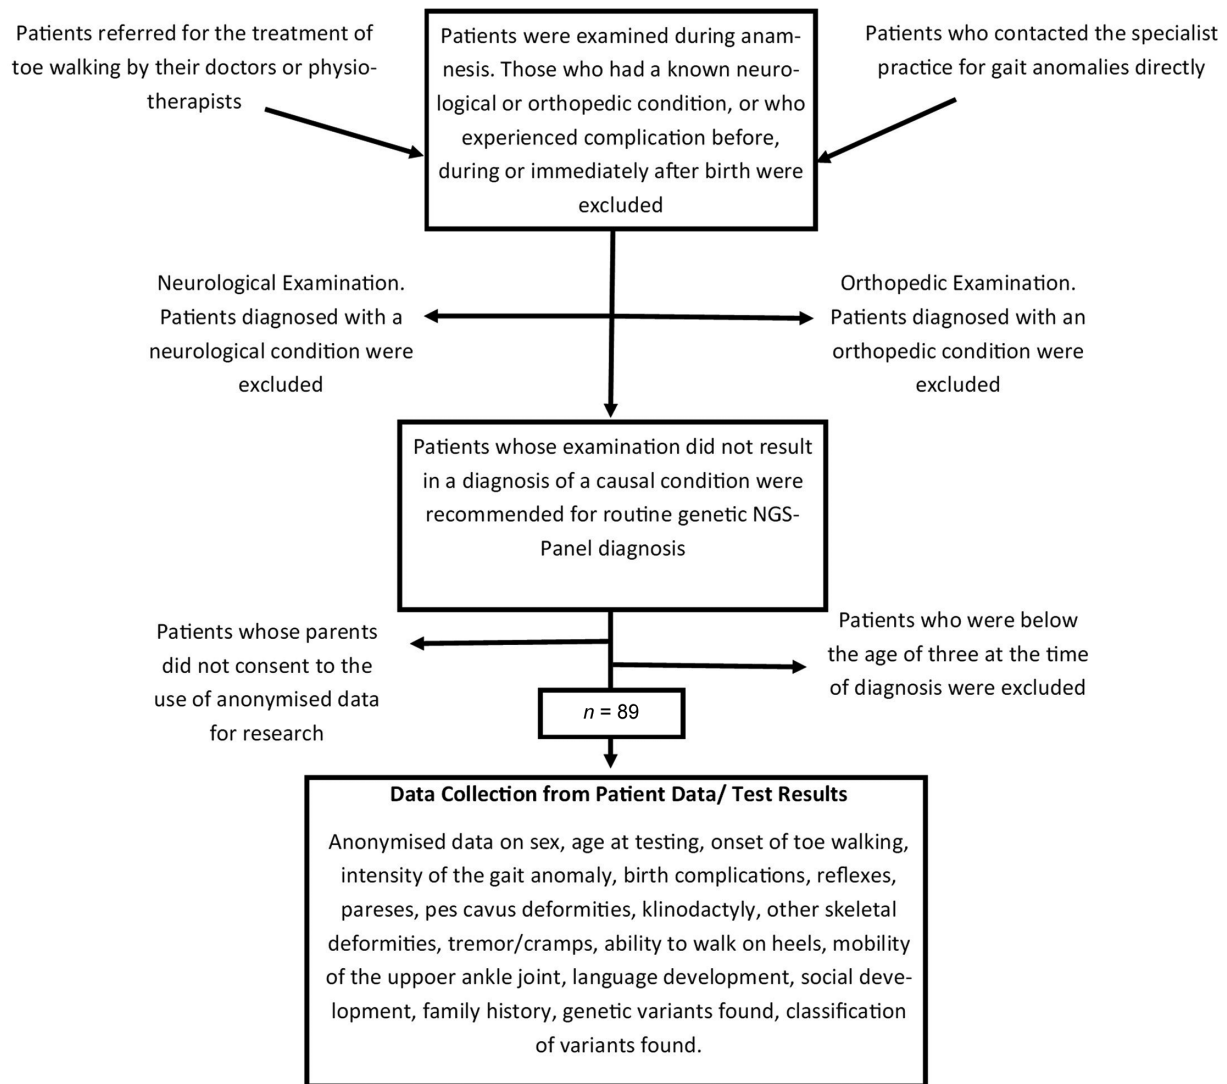 Patients referred for the treatment of
toe walking by their doctors or physio-
therapists
Patients were examined during anam-
nesis. Those who had a known neuro-
logical or orthopedic condition, or who
experienced complication before,
during or immediately after birth were
excluded
Patients who contacted the specialist
practice for gait anomalies directly
Neurological Examination.
Patients diagnosed with a
neurological condition were
excluded
Orthopedic Examination.
Patients diagnosed with an
orthopedic condition were
excluded
Patients whose examination did not result
in a diagnosis of a causal condition were
recommended for routine genetic NGS-
Panel diagnosis
Patients whose parents
did not consent to the
use of anonymised data
for research
Patients who were below
the age of three at the time
of diagnosis were excluded
n = 89
Data Collection from Patient Data/ Test Results
Anonymised data on sex, age at testing, onset of toe walking,
intensity of the gait anomaly, birth complications, reflexes,
pareses, pes cavus deformities, klinodactyly, other skeletal
deformities, tremor/cramps, ability to walk on heels, mobility
of the uppoer ankle joint, language development, social deve-
lopment, family history, genetic variants found, classification
of variants found.